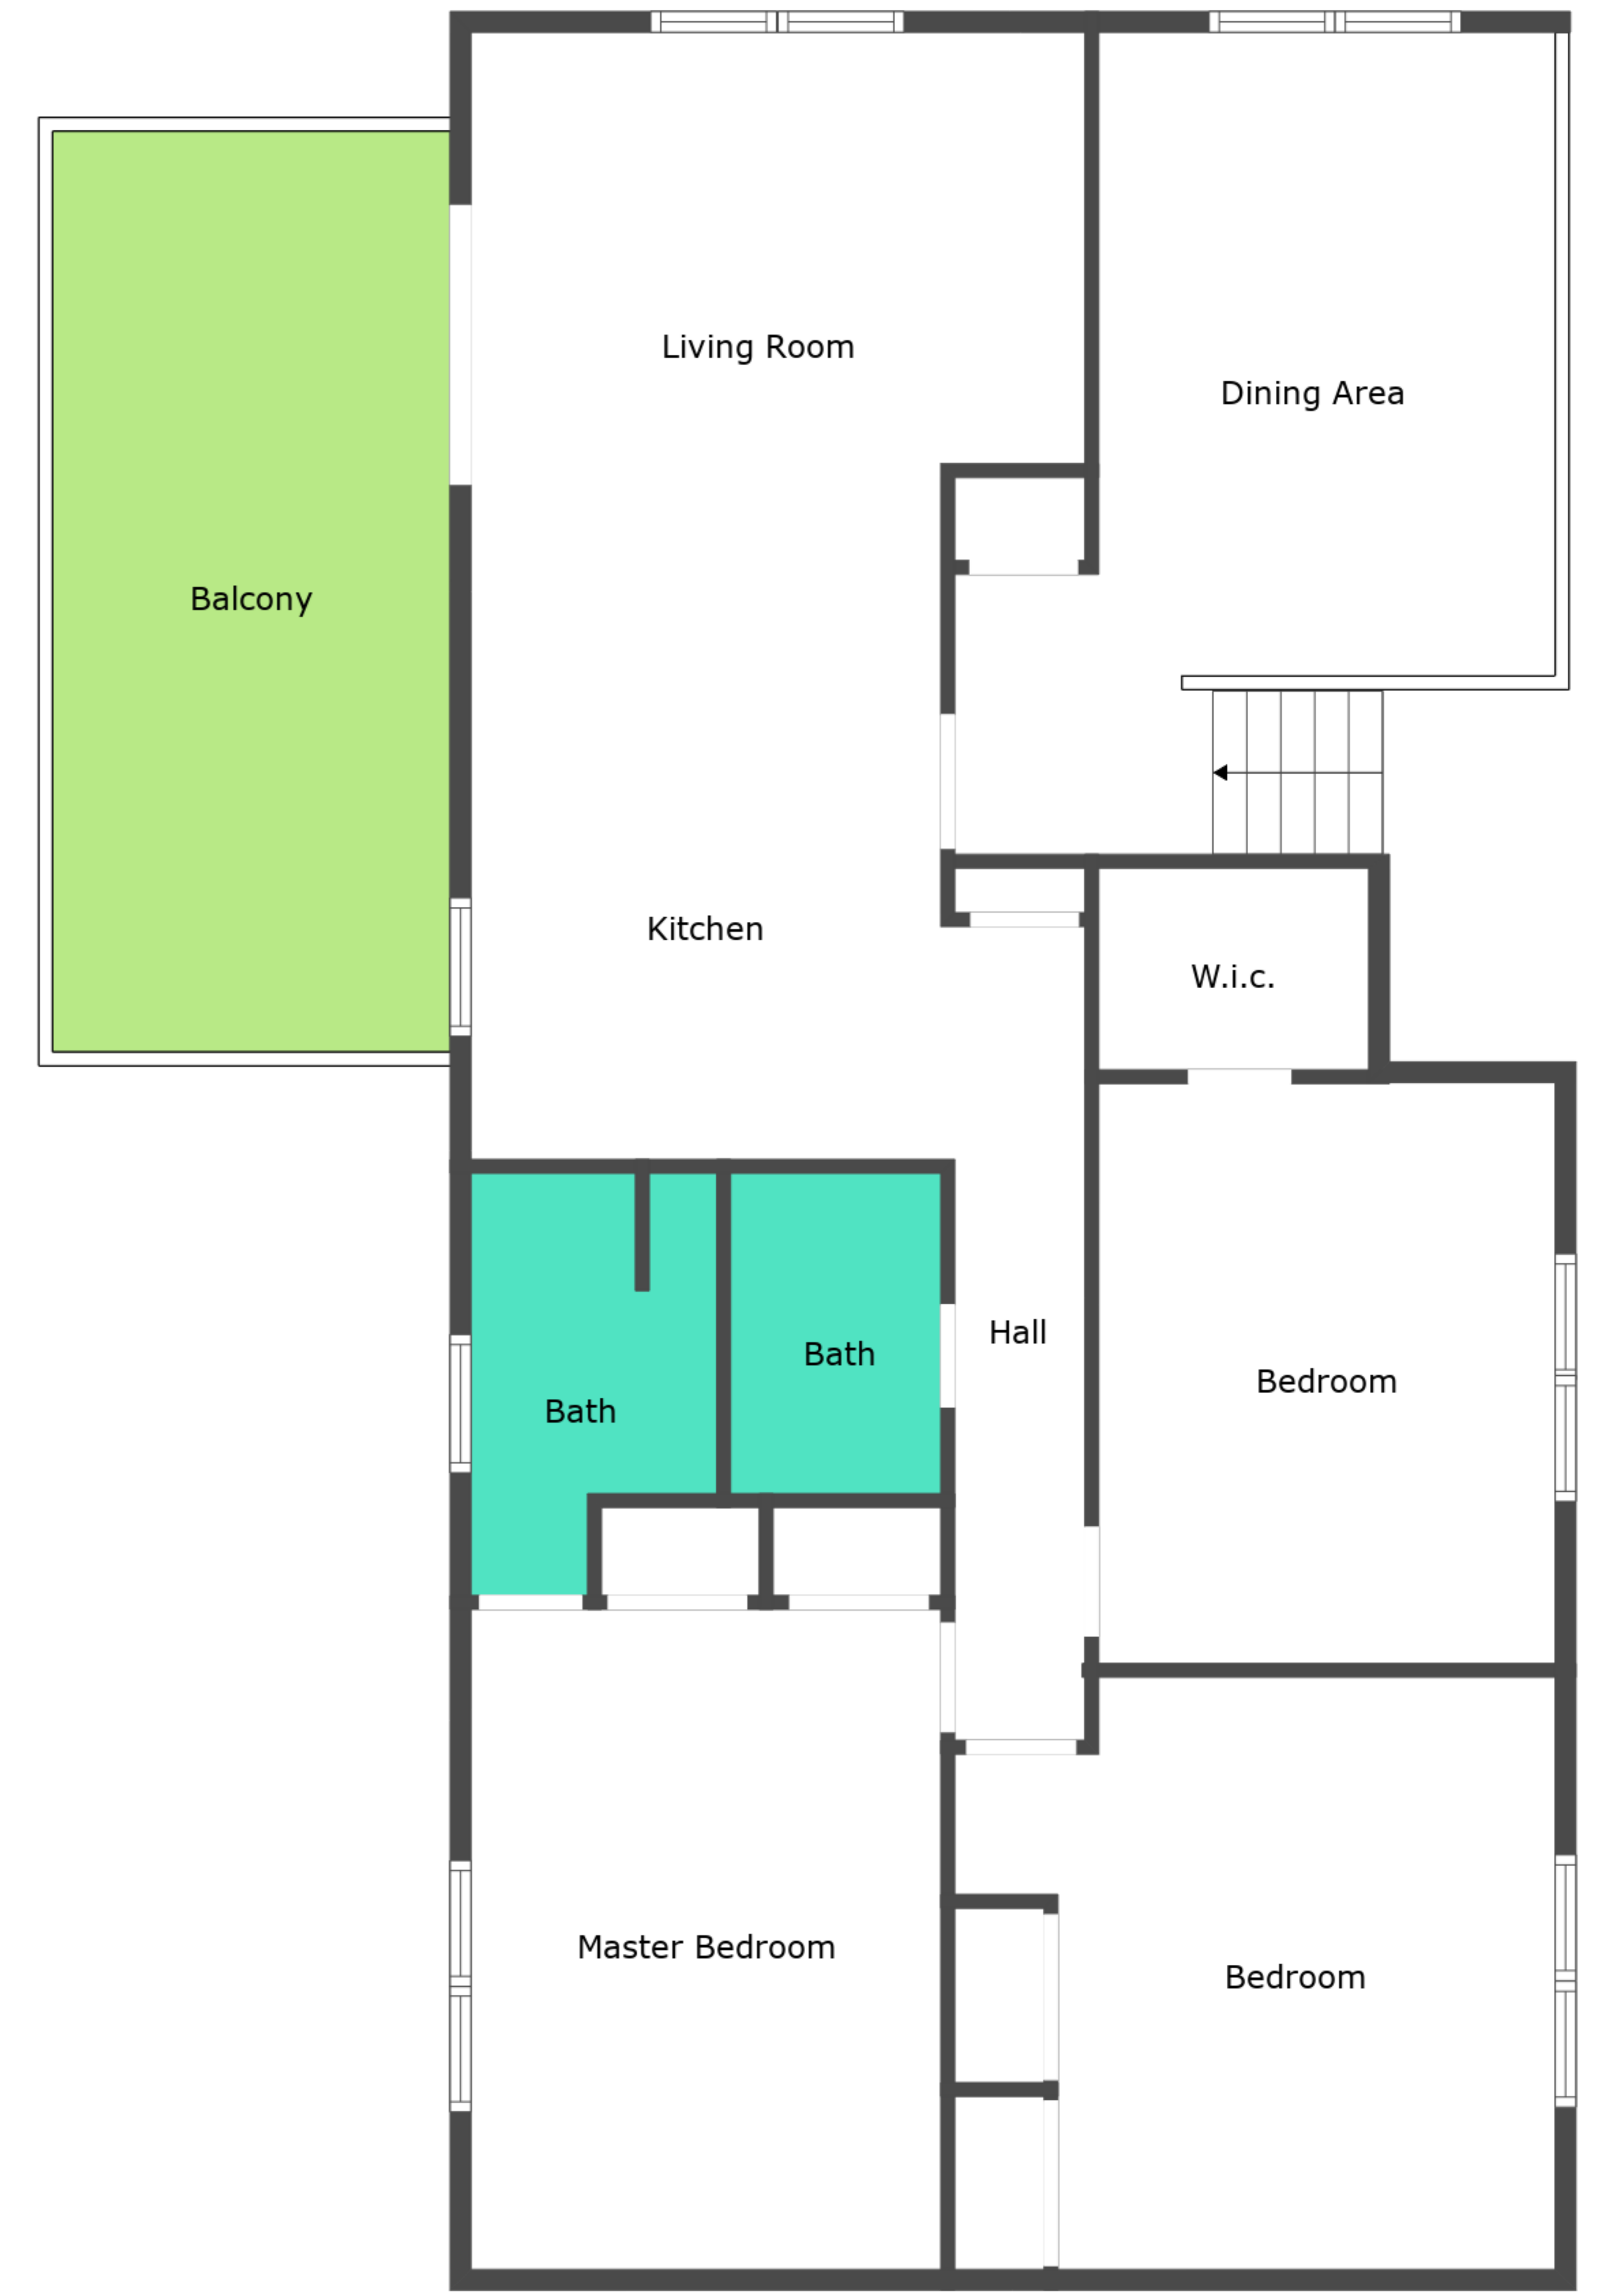 Living Room
Dining Area
Balcony
Kitchen
W.i.c.
Hall
Bath
Bedroom
Bath
Master Bedroom
Bedroom